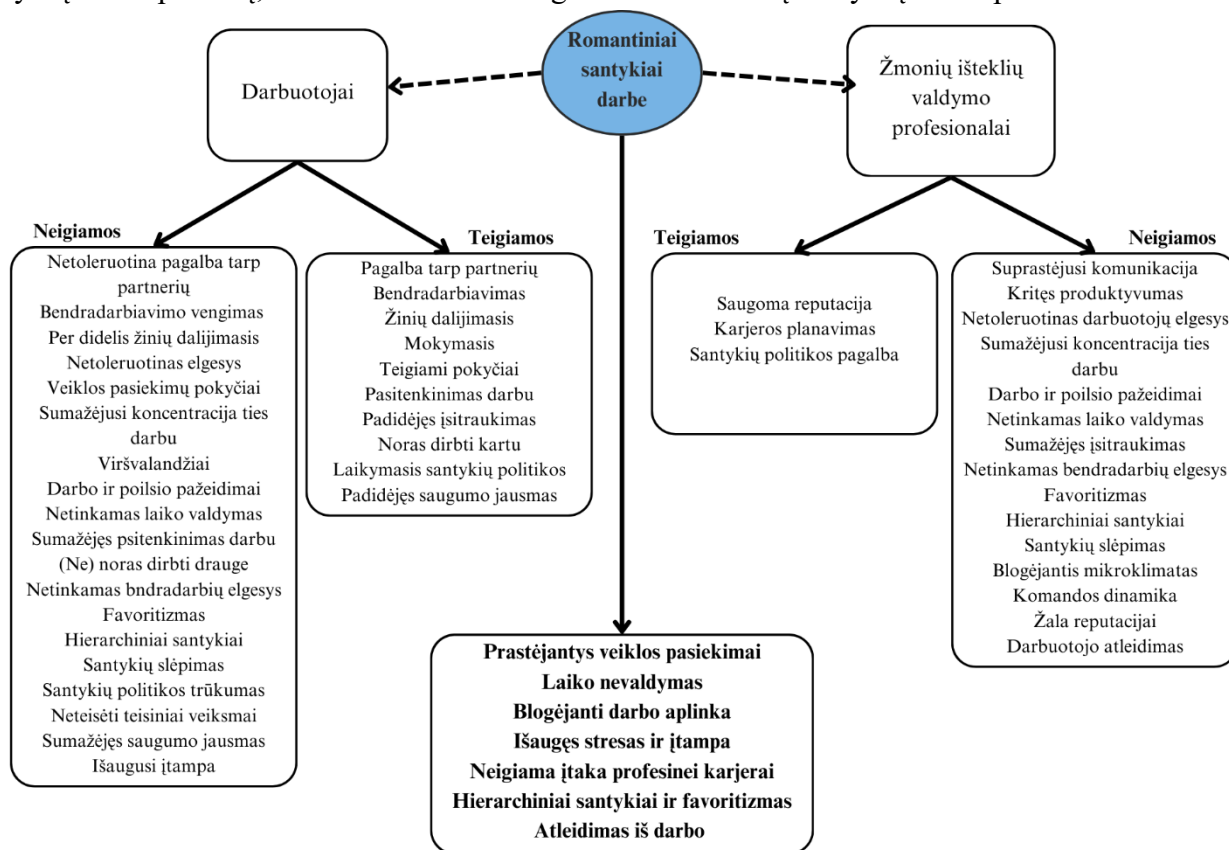 Romantiniai
santykiai
darbe
Darbuotojai
Žmonių išteklių
valdymo
profesionalai
Neigiamos
Netoleruotina pagalba tarp
partnerių
Bendradarbiavimo vengimas
Per didelis žinių dalijimasis
Netoleruotinas elgesys
Veiklos pasiekimų pokyčiai
Sumažėjusi koncentracija ties
darbu
Viršvalandžiai
Darbo ir poilsio pažeidimai
Netinkamas laiko valdymas
Sumažėjęs psitenkinimas darbu
(Ne) noras dirbti drauge
Netinkamas bndradarbių elgesys
Favoritizmas
Hierarchiniai santykiai
Santykių slėpimas
Santykių politikos trūkumas
Neteisėti teisiniai veiksmai
Sumažėjęs saugumo jausmas
Išaugusi įtampa
Teigiamos
Pagalba tarp partnerių
Bendradarbiavimas
Žinių dalijimasis
Mokymasis
Teigiami pokyčiai
Pasitenkinimas darbu
Padidėjęs įsitraukimas
Noras dirbti kartu
Laikymasis santykių politikos
Padidėjęs saugumo jausmas
Teigiamos
Saugoma reputacija
Karjeros planavimas
Santykių politikos pagalba
Neigiamos
Suprastėjusi komunikacija
Kritęs produktyvumas
Netoleruotinas darbuotojų elgesys
Sumažėjusi koncentracija ties
darbu
Darbo ir poilsio pažeidimai
Netinkamas laiko valdymas
Sumažėjęs įsitraukimas
Netinkamas bendradarbių elgesys
Favoritizmas
Hierarchiniai santykiai
Santykių slėpimas
Blogėjantis mikroklimatas
Komandos dinamika
Žala reputacijai
Darbuotojo atleidimas
Prastėjantys veiklos pasiekimai
Laiko nevaldymas
Blogėjanti darbo aplinka
Išaugęs stresas ir įtampa
Neigiama įtaka profesinei karjerai
Hierarchiniai santykiai ir favoritizmas
Atleidimas iš darbo